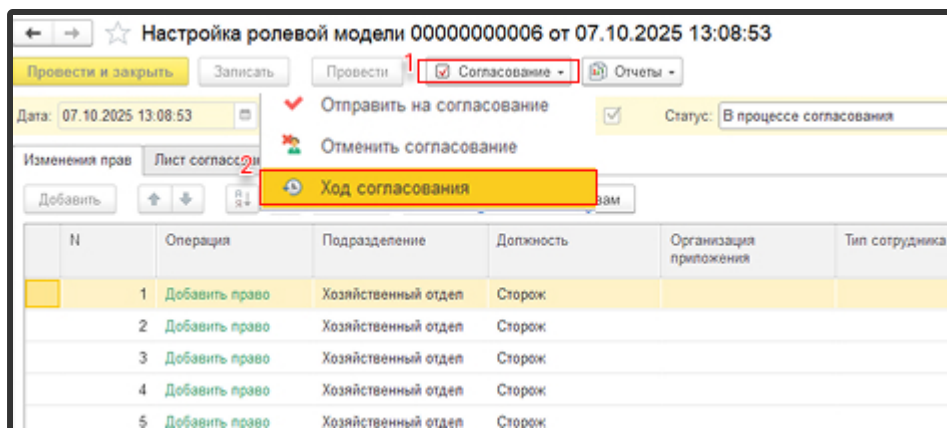 Настройка ролевой модели 00000000006 от 07.10.2025 13:08:53
1
Провести и закрыть Записать Провести Согласование Отчеты
Дата: 07.10.2025 13:08:53 Статус: В процессе согласования
Отправить на согласование
Отменить согласование
2
Ход согласования
Изменения прав Лист согласовани
Добавить вам
N Операция Подразделение Должность Организация приложения Тип сотрудника
1 Добавить право Хозяйственный отдел Сторож
2 Добавить право Хозяйственный отдел Сторож
3 Добавить право Хозяйственный отдел Сторож
4 Добавить право Хозяйственный отдел Сторож
5 Добавить право Хозяйственный отдел Сторож